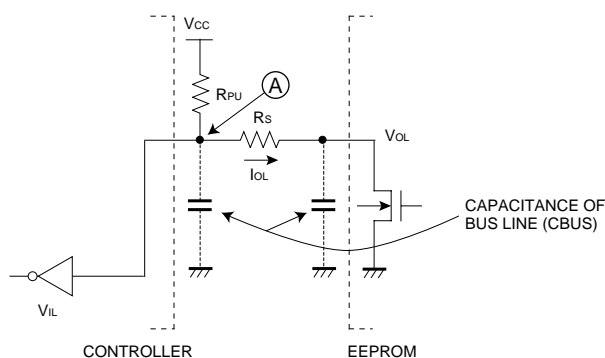 VCC
A
RPU
RS
VOL
IOL
CAPACITANCE OF
BUS LINE (CBUS)
VIL
CONTROLLER
EEPROM